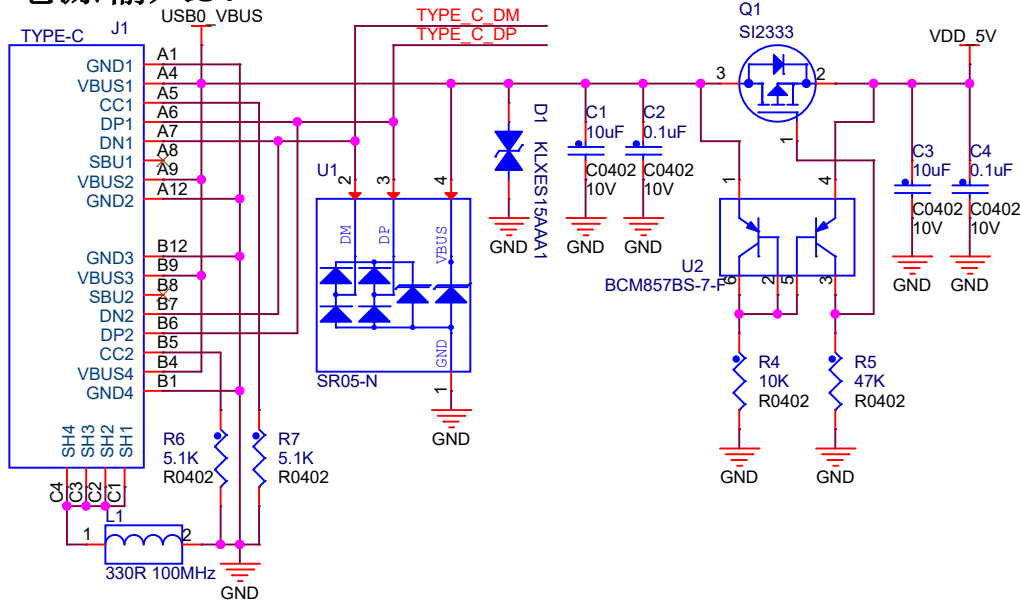 USB0_VBUS
TYPE-C
J1
GND1
VBUS1
CC1
DP1
DN1
SBU1
VBUS2
GND2
GND3
VBUS3
SBU2
DN2
DP2
CC2
VBUS4
GND4
A1
A4
A5
A6
A7
A8
A9
A12
B12
B9
B8
B7
B6
B5
B4
B1
SH4
SH3
SH2
SH1
C4
C3
C2
C1
L1
1
2
330R 100MHz
GND
R6
5.1K
R0402
R7
5.1K
R0402
TYPE_C_DM
TYPE_C_DP
U1
2
3
4
DM
DP
VBUS
GND
SR05-N
1
GND
D1 KLXES15AAA1
GND
C1
10uF
C0402
10V
GND
C2
0.1uF
C0402
10V
GND
Q1
SI2333
3
2
1
VDD_5V
1
4
U2
BCM857BS-7-F
6
2
5
3
R4
10K
R0402
GND
R5
47K
R0402
GND
C3
10uF
C0402
10V
GND
C4
0.1uF
C0402
10V
GND